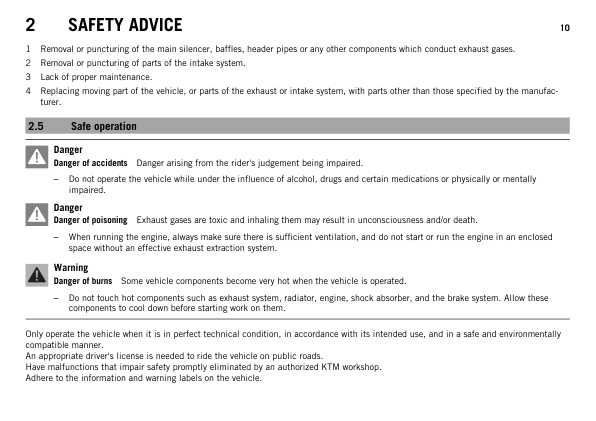 2 SAFETY ADVICE 10
1 Removal or puncturing of the main silencer, baffles, header pipes or any other components which conduct exhaust gases.
2 Removal or puncturing of parts of the intake system.
3 Lack of proper maintenance.
4 Replacing moving part of the vehicle, or parts of the exhaust or intake system, with parts other than those specified by the manufac-
turer.
2.5 Safe operation
Danger
Danger of accidents Danger arising from the rider's judgement being impaired.
– Do not operate the vehicle while under the influence of alcohol, drugs and certain medications or physically or mentally
impaired.
Danger
Danger of poisoning Exhaust gases are toxic and inhaling them may result in unconsciousness and/or death.
– When running the engine, always make sure there is sufficient ventilation, and do not start or run the engine in an enclosed
space without an effective exhaust extraction system.
Warning
Danger of burns Some vehicle components become very hot when the vehicle is operated.
– Do not touch hot components such as exhaust system, radiator, engine, shock absorber, and the brake system. Allow these
components to cool down before starting work on them.
Only operate the vehicle when it is in perfect technical condition, in accordance with its intended use, and in a safe and environmentally
compatible manner.
An appropriate driver's license is needed to ride the vehicle on public roads.
Have malfunctions that impair safety promptly eliminated by an authorized KTM workshop.
Adhere to the information and warning labels on the vehicle.